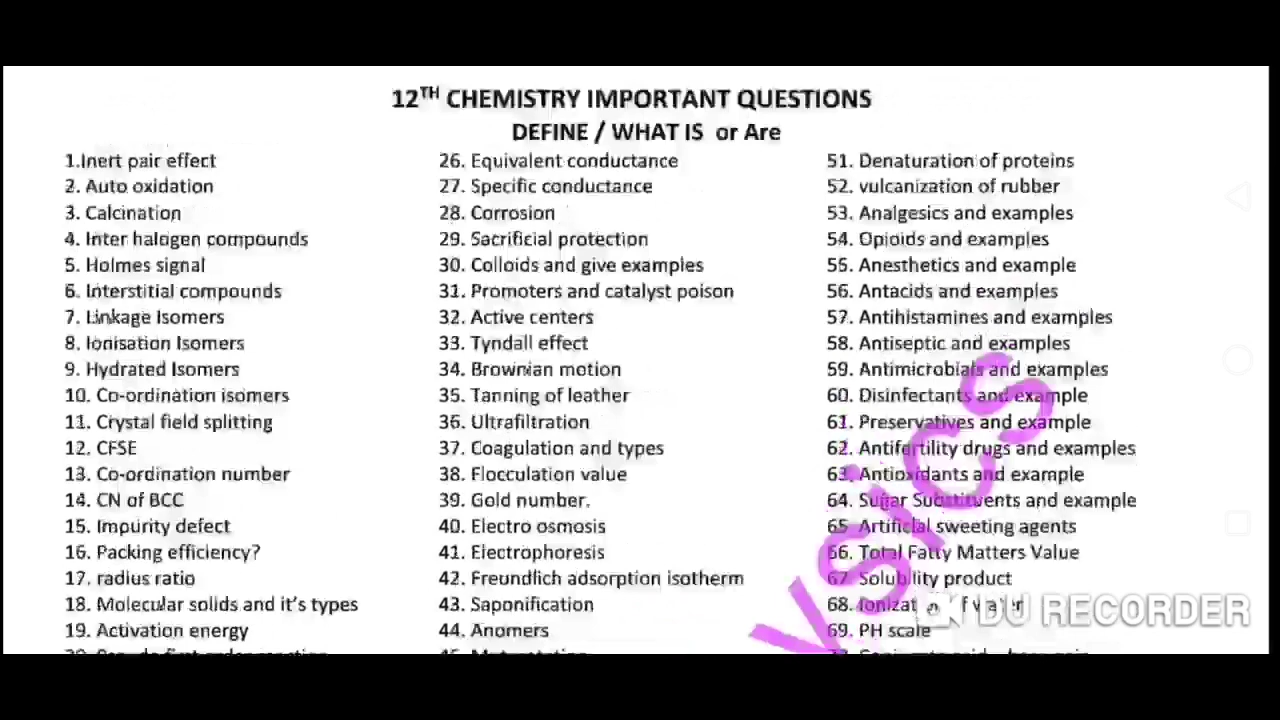 12TH CHEMISTRY IMPORTANT QUESTIONS
DEFINE / WHAT IS or Are
1.Inert pair effect
2. Auto oxidation
3. Calcination
4. Inter halogen compounds
5. Holmes signal
6. Interstitial compounds
7. Linkage Isomers
8. Ionisation Isomers
9. Hydrated Isomers
10. Co-ordination isomers
11. Crystal field splitting
12. CFSE
13. Co-ordination number
14. CN of BCC
15. Impurity defect
16. Packing efficiency?
17. radius ratio
18. Molecular solids and it's types
19. Activation energy
26. Equivalent conductance
27. Specific conductance
28. Corrosion
29. Sacrificial protection
30. Colloids and give examples
31. Promoters and catalyst poison
32. Active centers
33. Tyndall effect
34. Brownian motion
35. Tanning of leather
36. Ultrafiltration
37. Coagulation and types
38. Flocculation value
39. Gold number.
40. Electro osmosis
41. Electrophoresis
42. Freundlich adsorption isotherm
43. Saponification
44. Anomers
51. Denaturation of proteins
52. vulcanization of rubber
53. Analgesics and examples
54. Opioids and examples
55. Anesthetics and example
56. Antacids and examples
57. Antihistamines and examples
58. Antiseptic and examples
59. Antimicrobials and examples
60. Disinfectants and example
61. Preservatives and example
62. Antifertility drugs and examples
63. Antioxidants and example
64. Sugar Substituents and example
65 Artificial sweeting agents
66. Total Fatty Matters Value
67. Solubility product
68. of water
69. PH scale
VSICS
DU RECORDER